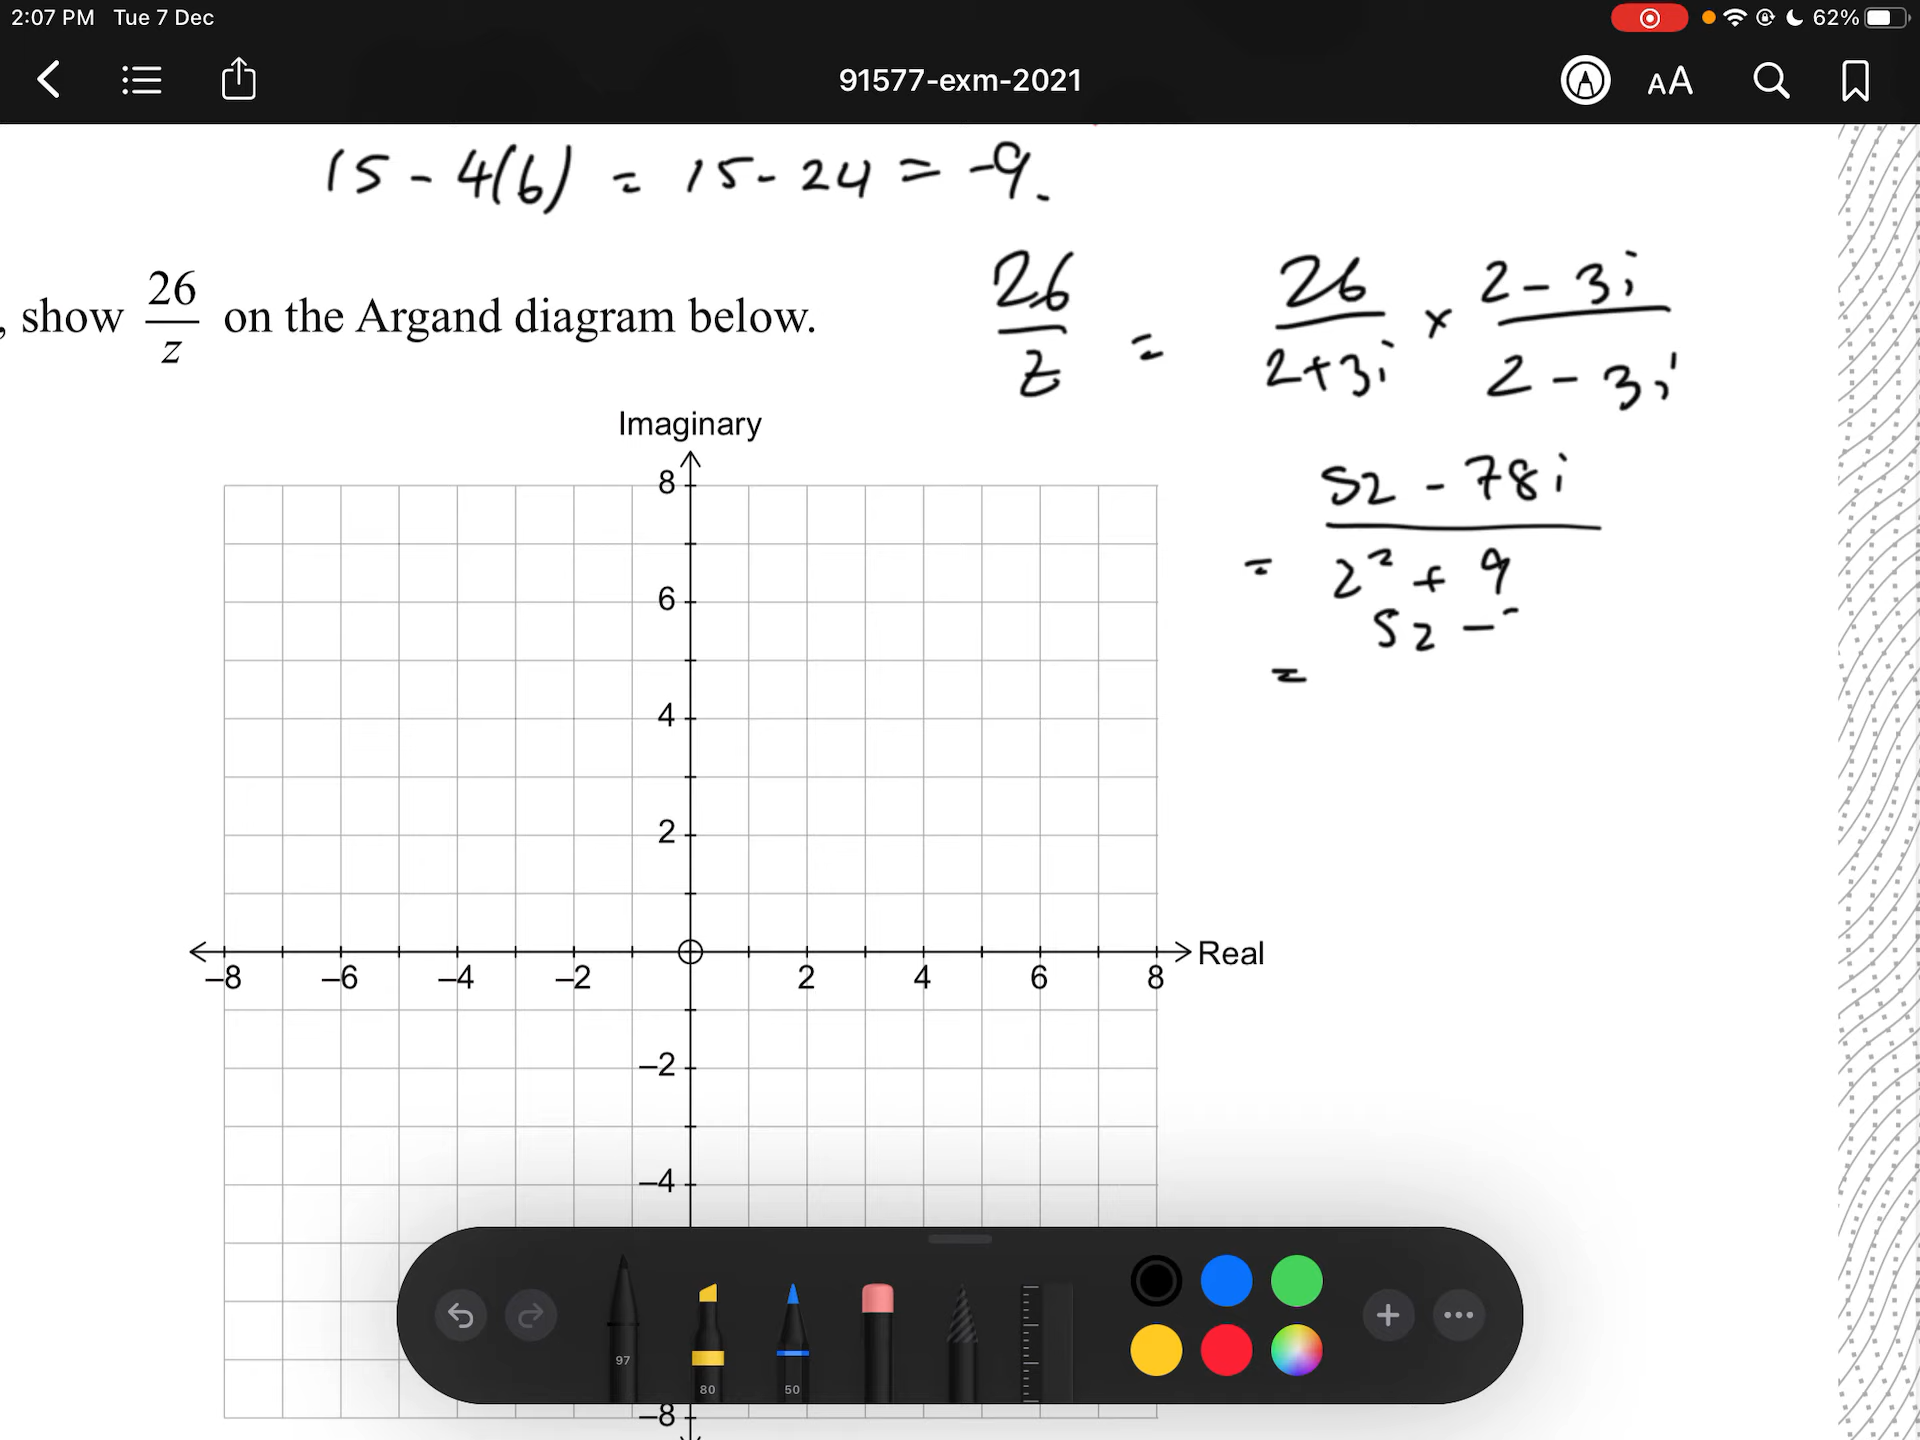 2:07 PM Tue 7 Dec 62%
91577-exm-2021
AA
15 - 4(6) = 15 - 24 = -9.
, show 26/z on the Argand diagram below.
26/z = 26/(2+3i) × (2 - 3i)/(2 - 3i)
= (52 - 78i)/(2² + 9)
= 52 -
Imaginary
8
6
4
2
–8 –6 –4 –2 2 4 6 8 Real
–2
–4
–8
97 80 50